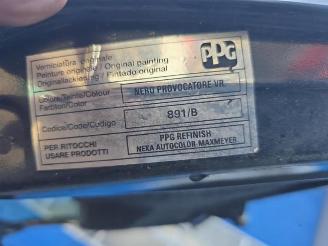 PPG
Verniciatura originale
Peinture originale / Original painting
Originallackierung / Pintado original
Colore/Teinte/Colour
Farbton/Color
NERO PROVOCATORE VR.
Codice/Code/Codigo
891/B
PER RITOCCHI
USARE PRODOTTI
PPG REFINISH
NEXA AUTOCOLOR-MAXMEYER